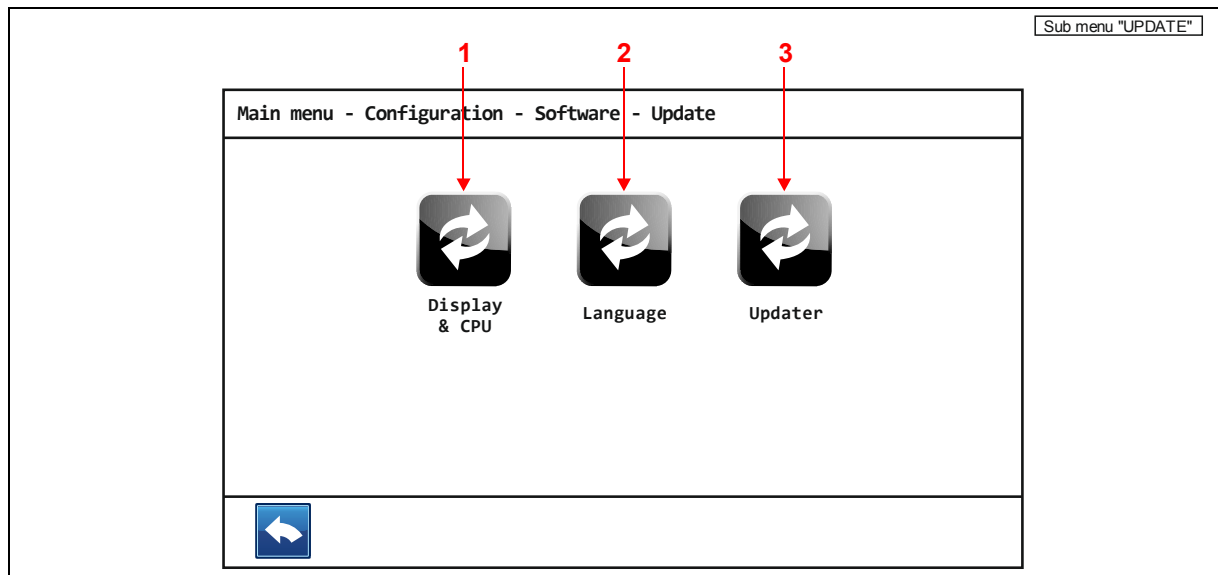 Sub menu "UPDATE"
1 2 3
Main menu - Configuration - Software - Update
Display
& CPU
Language
Updater